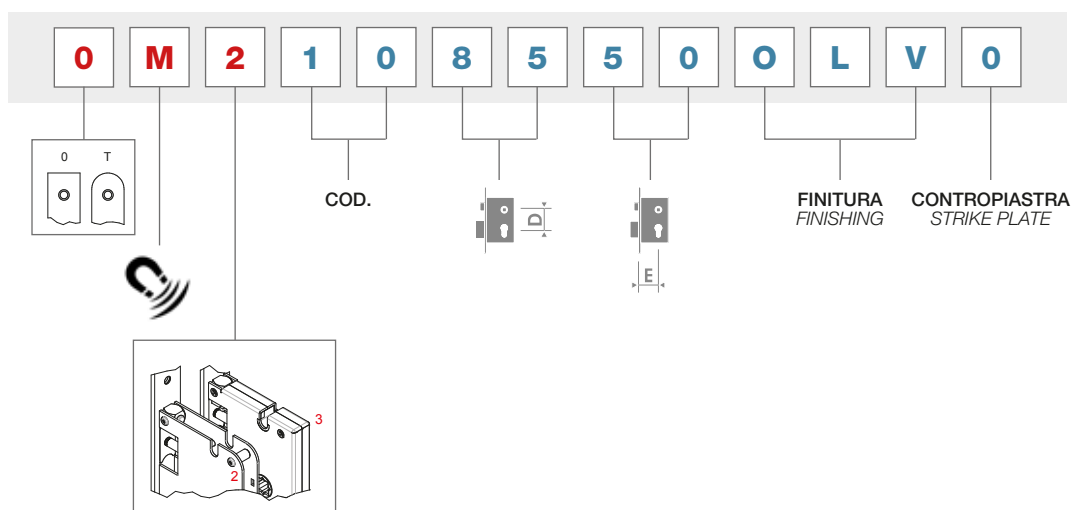 0 M 2 1 0 8 5 5 0 O L V 0
0 T
COD.
D
E
FINITURA
FINISHING
CONTROPIASTRA
STRIKE PLATE
3
2